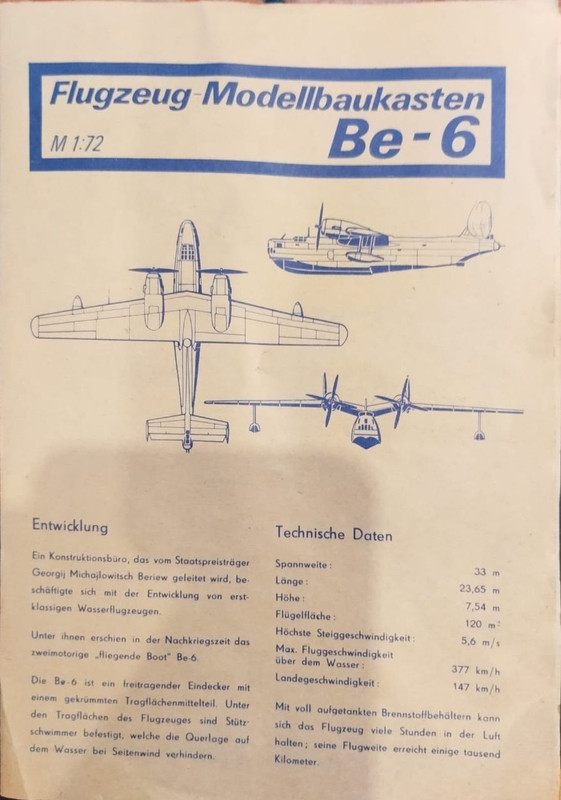 Flugzeug-Modellbaukasten
M 1:72
Be-6
Entwicklung
Ein Konstruktionsbüro, das vom Staatspreisträger
Georgij Michajlowitsch Beriew geleitet wird, be-
schäftigte sich mit der Entwicklung von erst-
klassigen Wasserflugzeugen.
Unter ihnen erschien in der Nachkriegszeit das
zweimotorige „fliegende Boot" Be-6.
Die Be-6 ist ein freitragender Eindecker mit
einem gekrümmten Tragflächenmittelteil. Unter
den Tragflächen des Flugzeuges sind Stütz-
schwimmer befestigt, welche die Querlage auf
dem Wasser bei Seitenwind verhindern.
Technische Daten
Spannweite: 33 m
Länge: 23,65 m
Höhe: 7,54 m
Flügelfläche: 120 m²
Höchste Steiggeschwindigkeit: 5,6 m/s
Max. Fluggeschwindigkeit
über dem Wasser: 377 km/h
Landegeschwindigkeit: 147 km/h
Mit voll aufgetankten Brennstoffbehältern kann
sich das Flugzeug viele Stunden in der Luft
halten; seine Flugweite erreicht einige tausend
Kilometer.